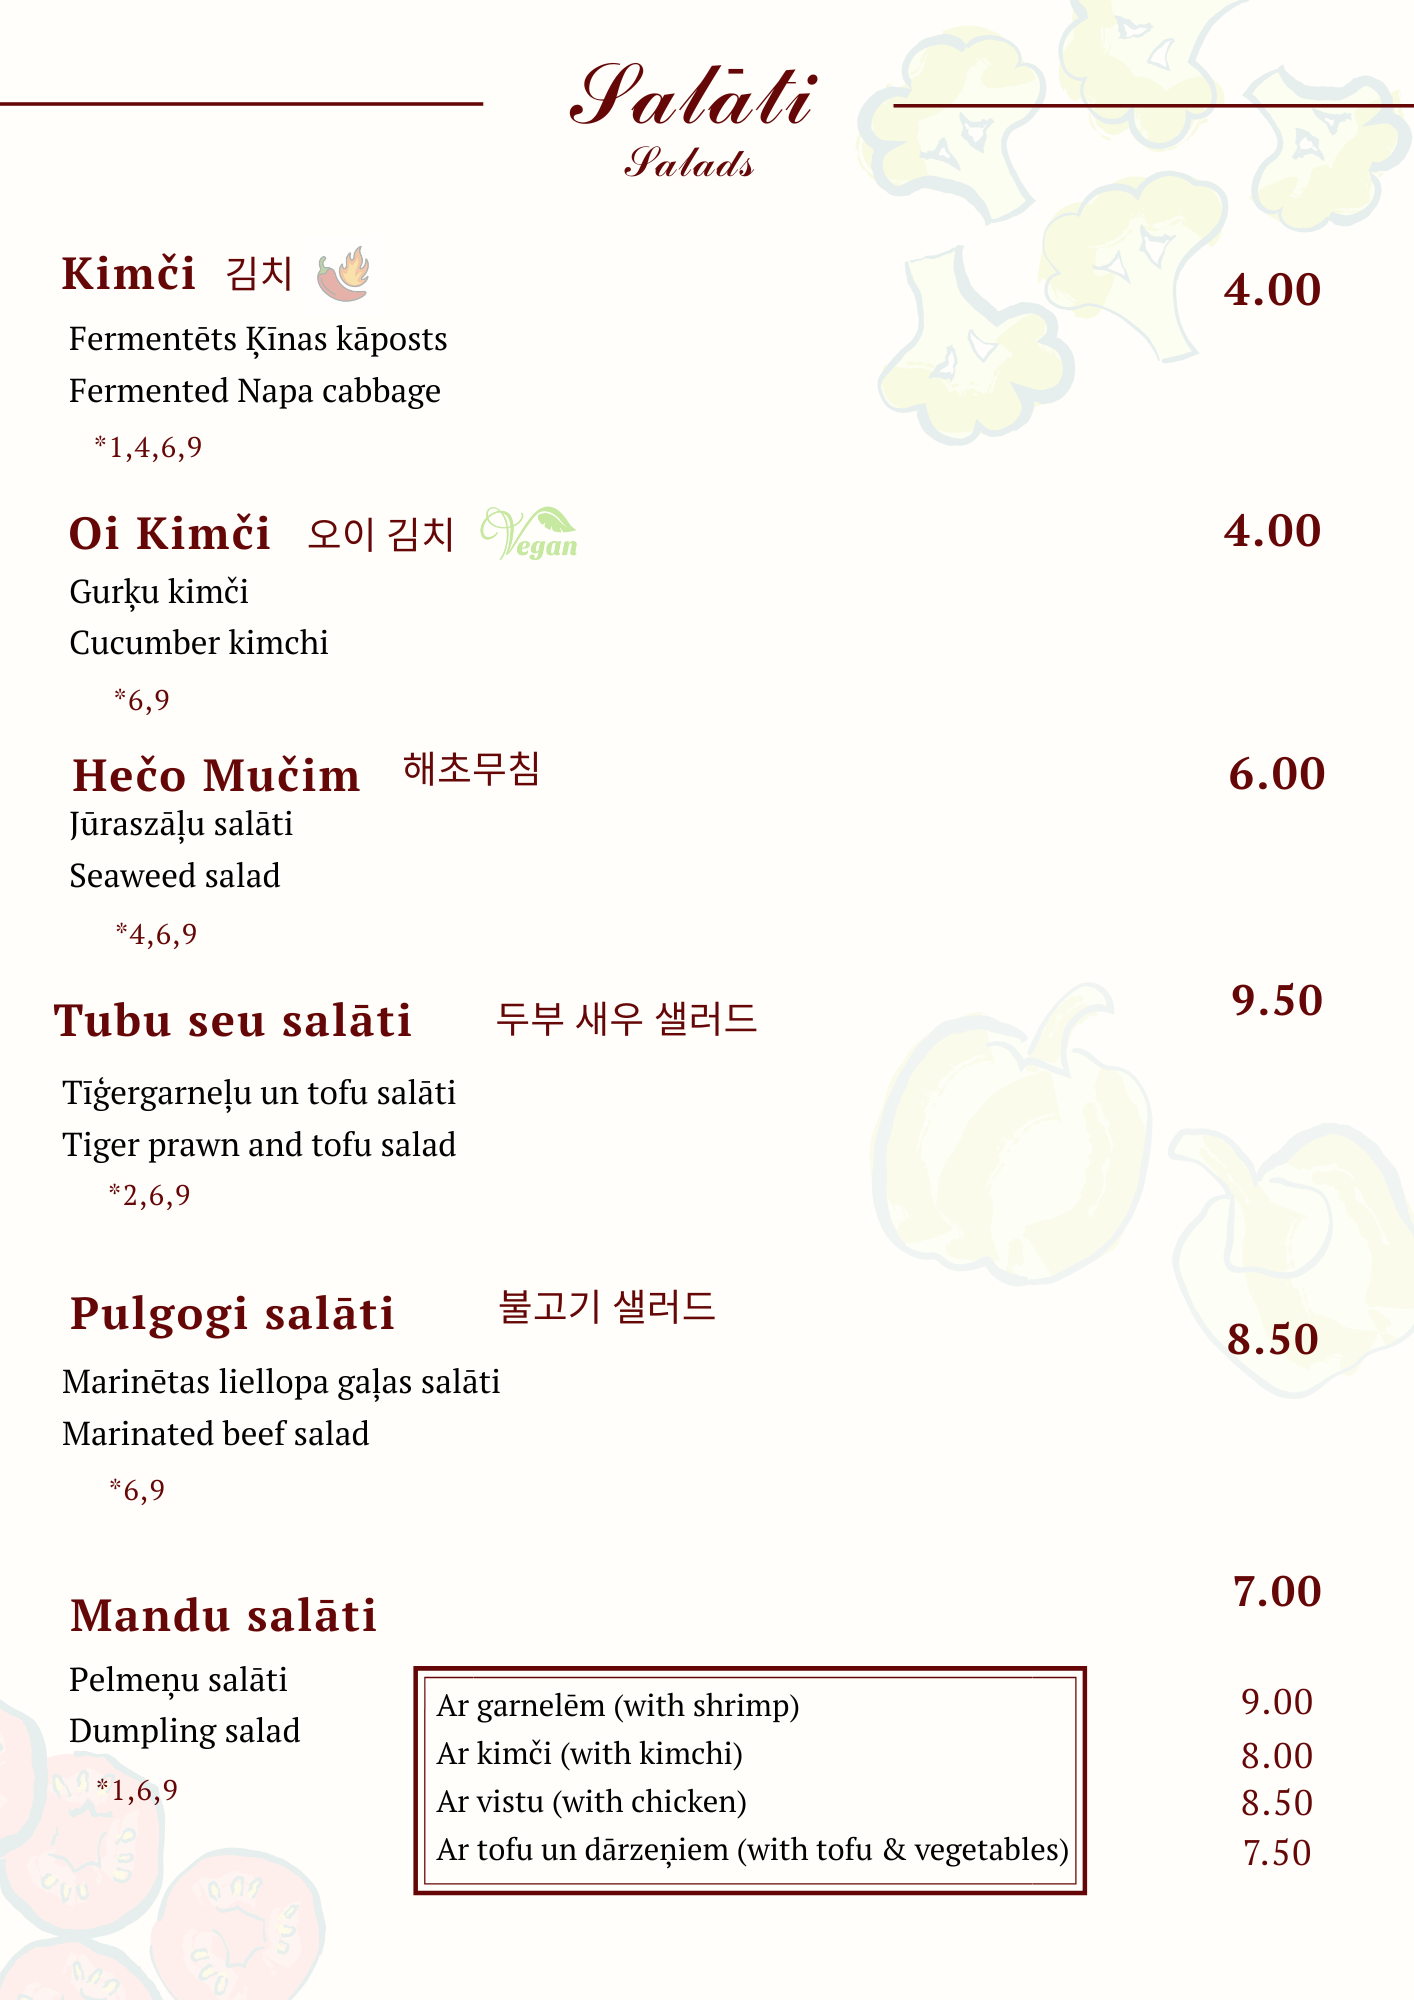 Salāti
Salads
Kimči 김치
4.00
Fermentēts Ķīnas kāposts
Fermented Napa cabbage
*1,4,6,9
Oi Kimči 오이 김치 Vegan
4.00
Gurķu kimči
Cucumber kimchi
*6,9
Hečo Mučim 해초무침
6.00
Jūraszāļu salāti
Seaweed salad
*4,6,9
Tubu seu salāti 두부 새우 샐러드
9.50
Tīģergarneļu un tofu salāti
Tiger prawn and tofu salad
*2,6,9
Pulgogi salāti 불고기 샐러드
8.50
Marinētas liellopa gaļas salāti
Marinated beef salad
*6,9
Mandu salāti
7.00
Pelmeņu salāti
Dumpling salad
*1,6,9
Ar garnelēm (with shrimp) 9.00
Ar kimči (with kimchi) 8.00
Ar vistu (with chicken) 8.50
Ar tofu un dārzeņiem (with tofu & vegetables) 7.50